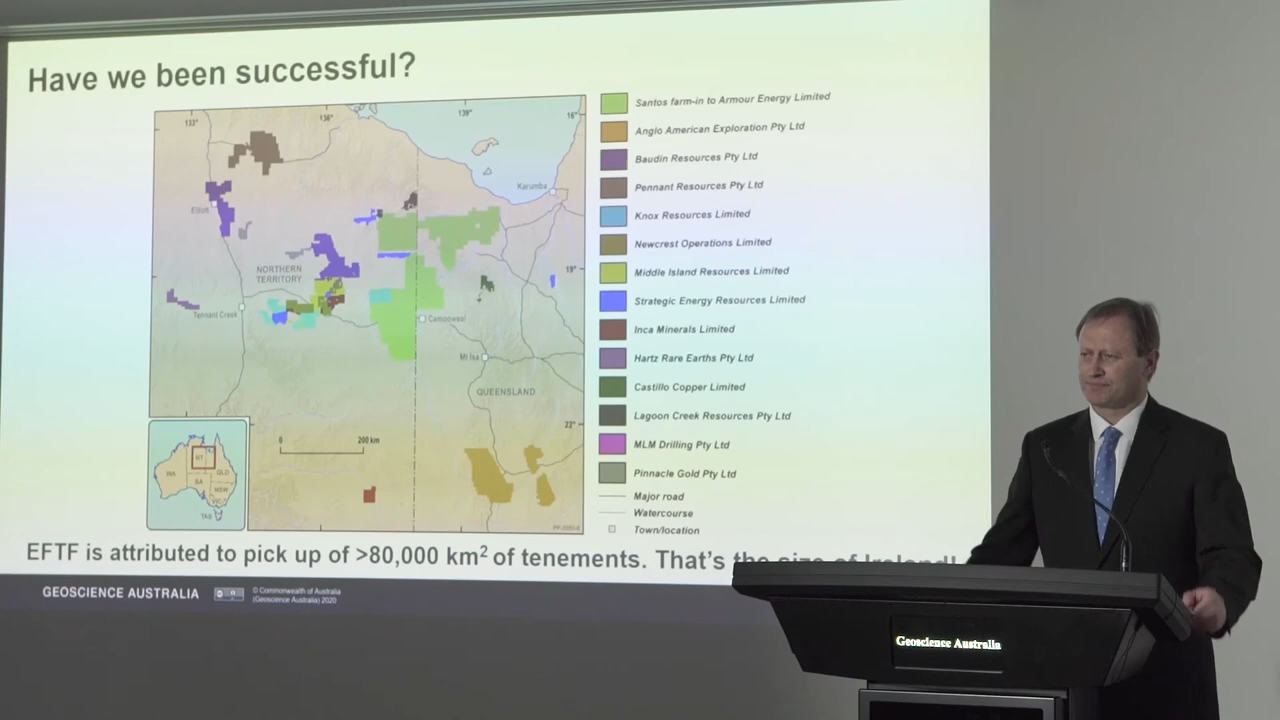 Have we been successful?
133°
136°
139°
16°
Karumba
Elliott
NORTHERN
TERRITORY
19°
Tennant Creek
Camooweal
Mt Isa
QUEENSLAND
22°
0
200 km
WA
NT
QLD
SA
NSW
VIC
TAS
Santos farm-in to Armour Energy Limited
Anglo American Exploration Pty Ltd
Baudin Resources Pty Ltd
Pennant Resources Pty Ltd
Knox Resources Limited
Newcrest Operations Limited
Middle Island Resources Limited
Strategic Energy Resources Limited
Inca Minerals Limited
Hartz Rare Earths Pty Ltd
Castillo Copper Limited
Lagoon Creek Resources Pty Ltd
MLM Drilling Pty Ltd
Pinnacle Gold Pty Ltd
Major road
Watercourse
Town/location
EFTF is attributed to pick up of >80,000 km² of tenements. That's the size of Ireland!
GEOSCIENCE AUSTRALIA
© Commonwealth of Australia
(Geoscience Australia) 2020
Geoscience Australia